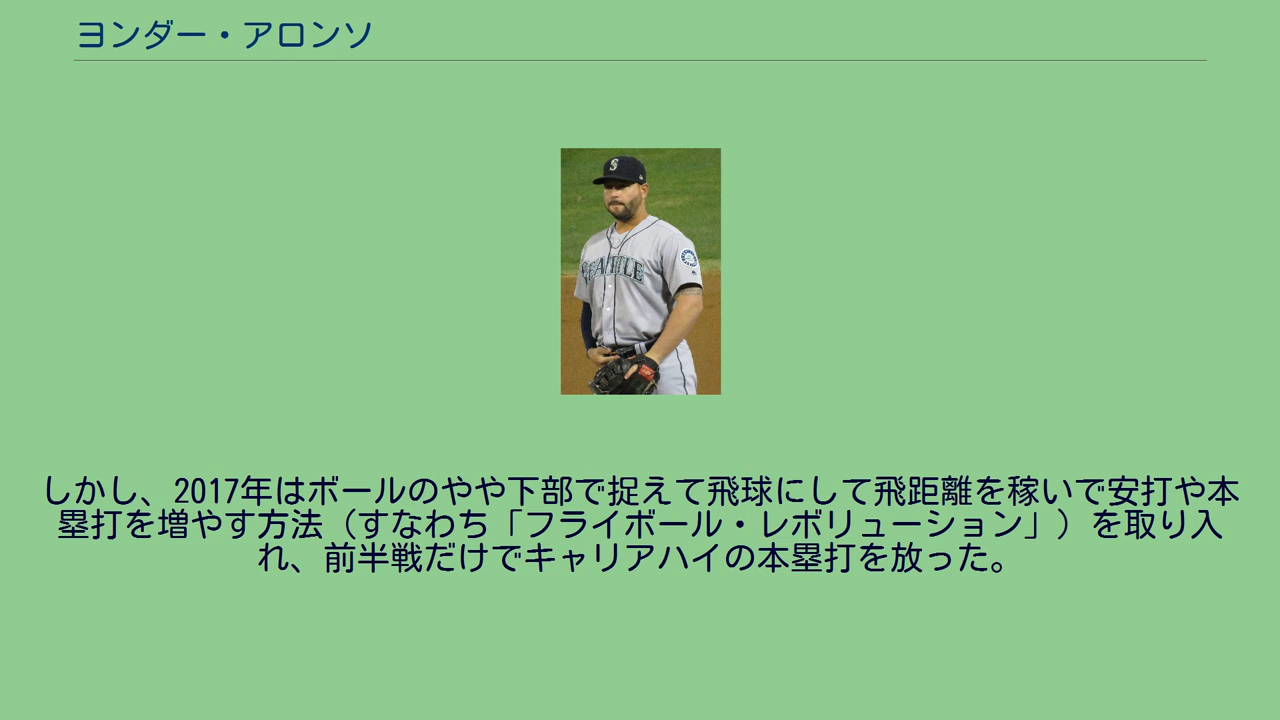 ヨンダー・アロンソ
S
SEATTLE
しかし、2017年はボールのやや下部で捉えて飛球にして飛距離を稼いで安打や本
塁打を増やす方法（すなわち「フライボール・レボリューション」）を取り入
れ、前半戦だけでキャリアハイの本塁打を放った。